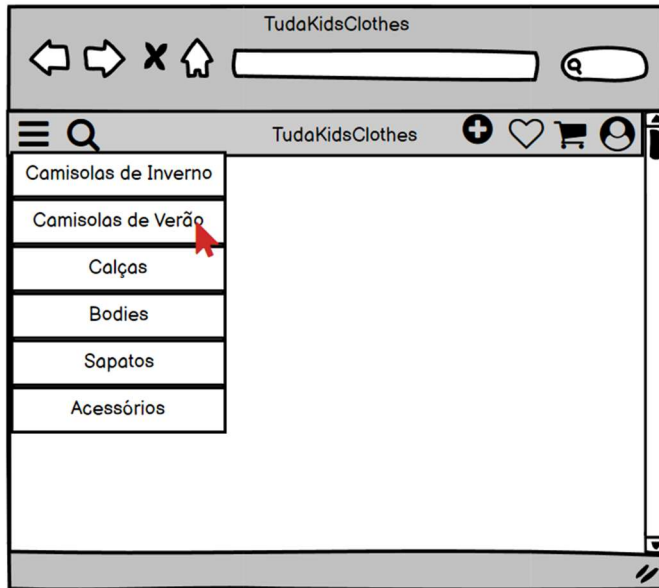 TudaKidsClothes
TudaKidsClothes
Camisolas de Inverno
Camisolas de Verão
Calças
Bodies
Sapatos
Acessórios